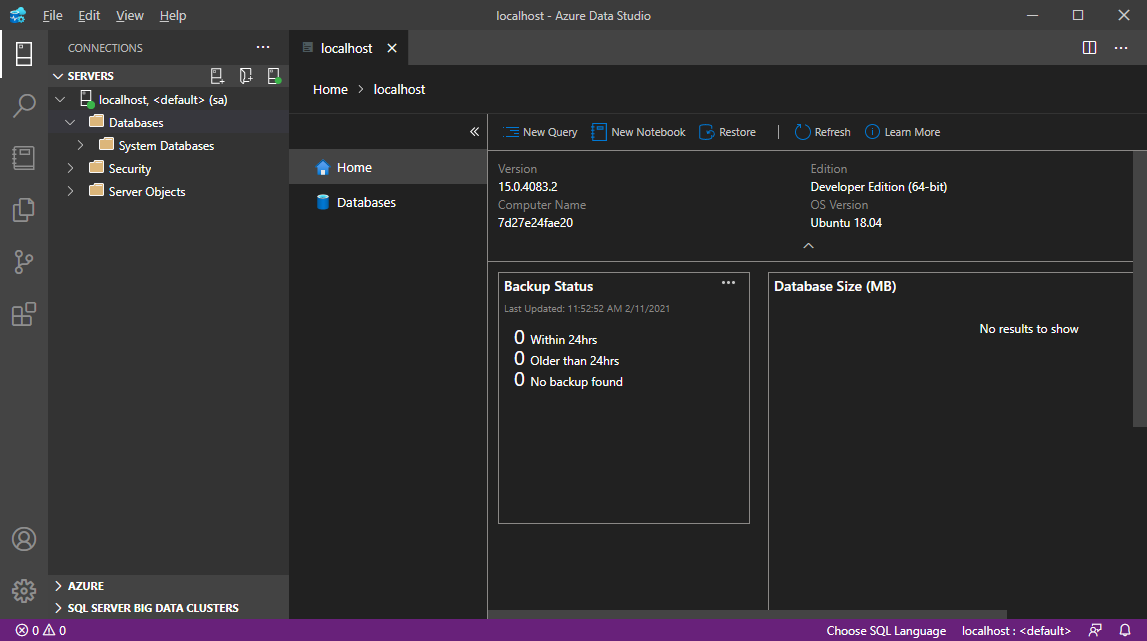 File Edit View Help
localhost - Azure Data Studio
CONNECTIONS
SERVERS
localhost, <default> (sa)
Databases
System Databases
Security
Server Objects
AZURE
SQL SERVER BIG DATA CLUSTERS
localhost
Home > localhost
Home
Databases
New Query New Notebook Restore | Refresh Learn More
Version
15.0.4083.2
Computer Name
7d27e24fae20
Edition
Developer Edition (64-bit)
OS Version
Ubuntu 18.04
Backup Status
Last Updated: 11:52:52 AM 2/11/2021
0 Within 24hrs
0 Older than 24hrs
0 No backup found
Database Size (MB)
No results to show
0 0
Choose SQL Language localhost : <default>